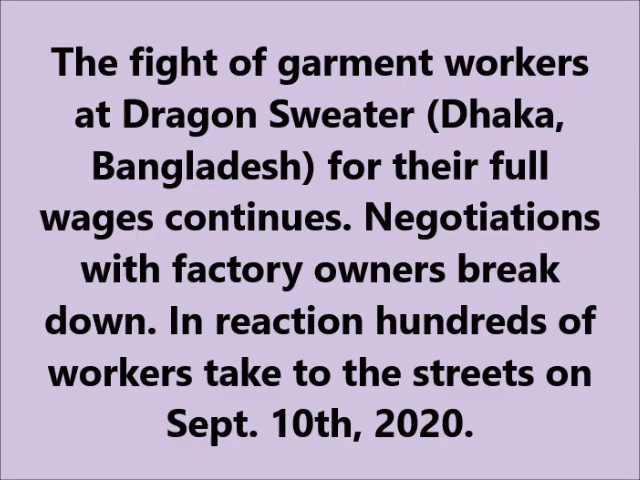 The fight of garment workers
at Dragon Sweater (Dhaka,
Bangladesh) for their full
wages continues. Negotiations
with factory owners break
down. In reaction hundreds of
workers take to the streets on
Sept. 10th, 2020.